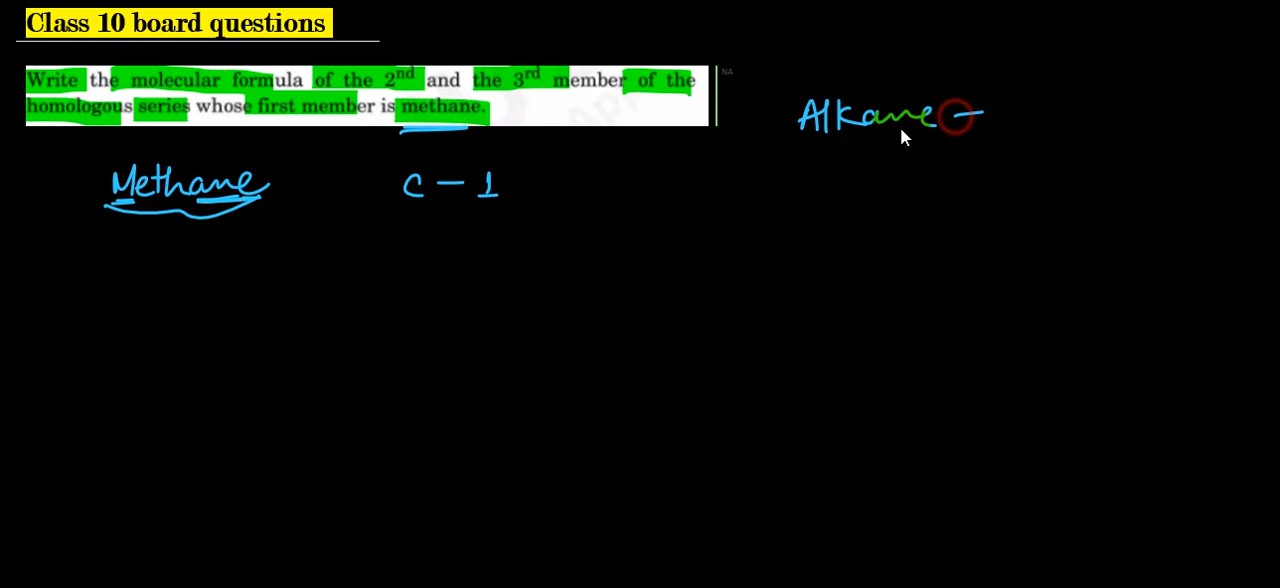 Class 10 board questions
Write the molecular formula of the 2nd and the 3rd member of the
homologous series whose first member is methane.
NA
Alkane -
Methane C - 1